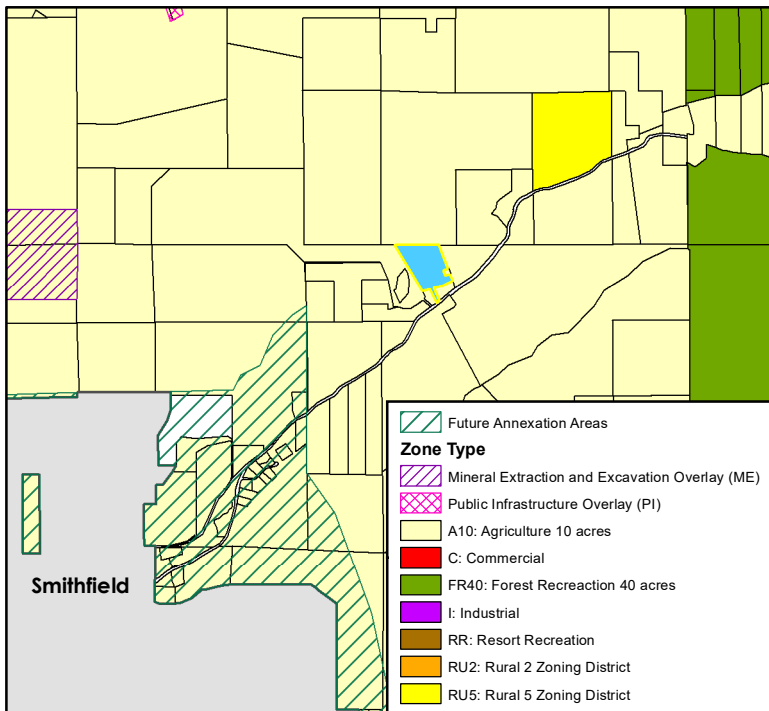 Future Annexation Areas
Zone Type
Mineral Extraction and Excavation Overlay (ME)
Public Infrastructure Overlay (PI)
A10: Agriculture 10 acres
C: Commercial
FR40: Forest Recreaction 40 acres
I: Industrial
RR: Resort Recreation
RU2: Rural 2 Zoning District
RU5: Rural 5 Zoning District
Smithfield